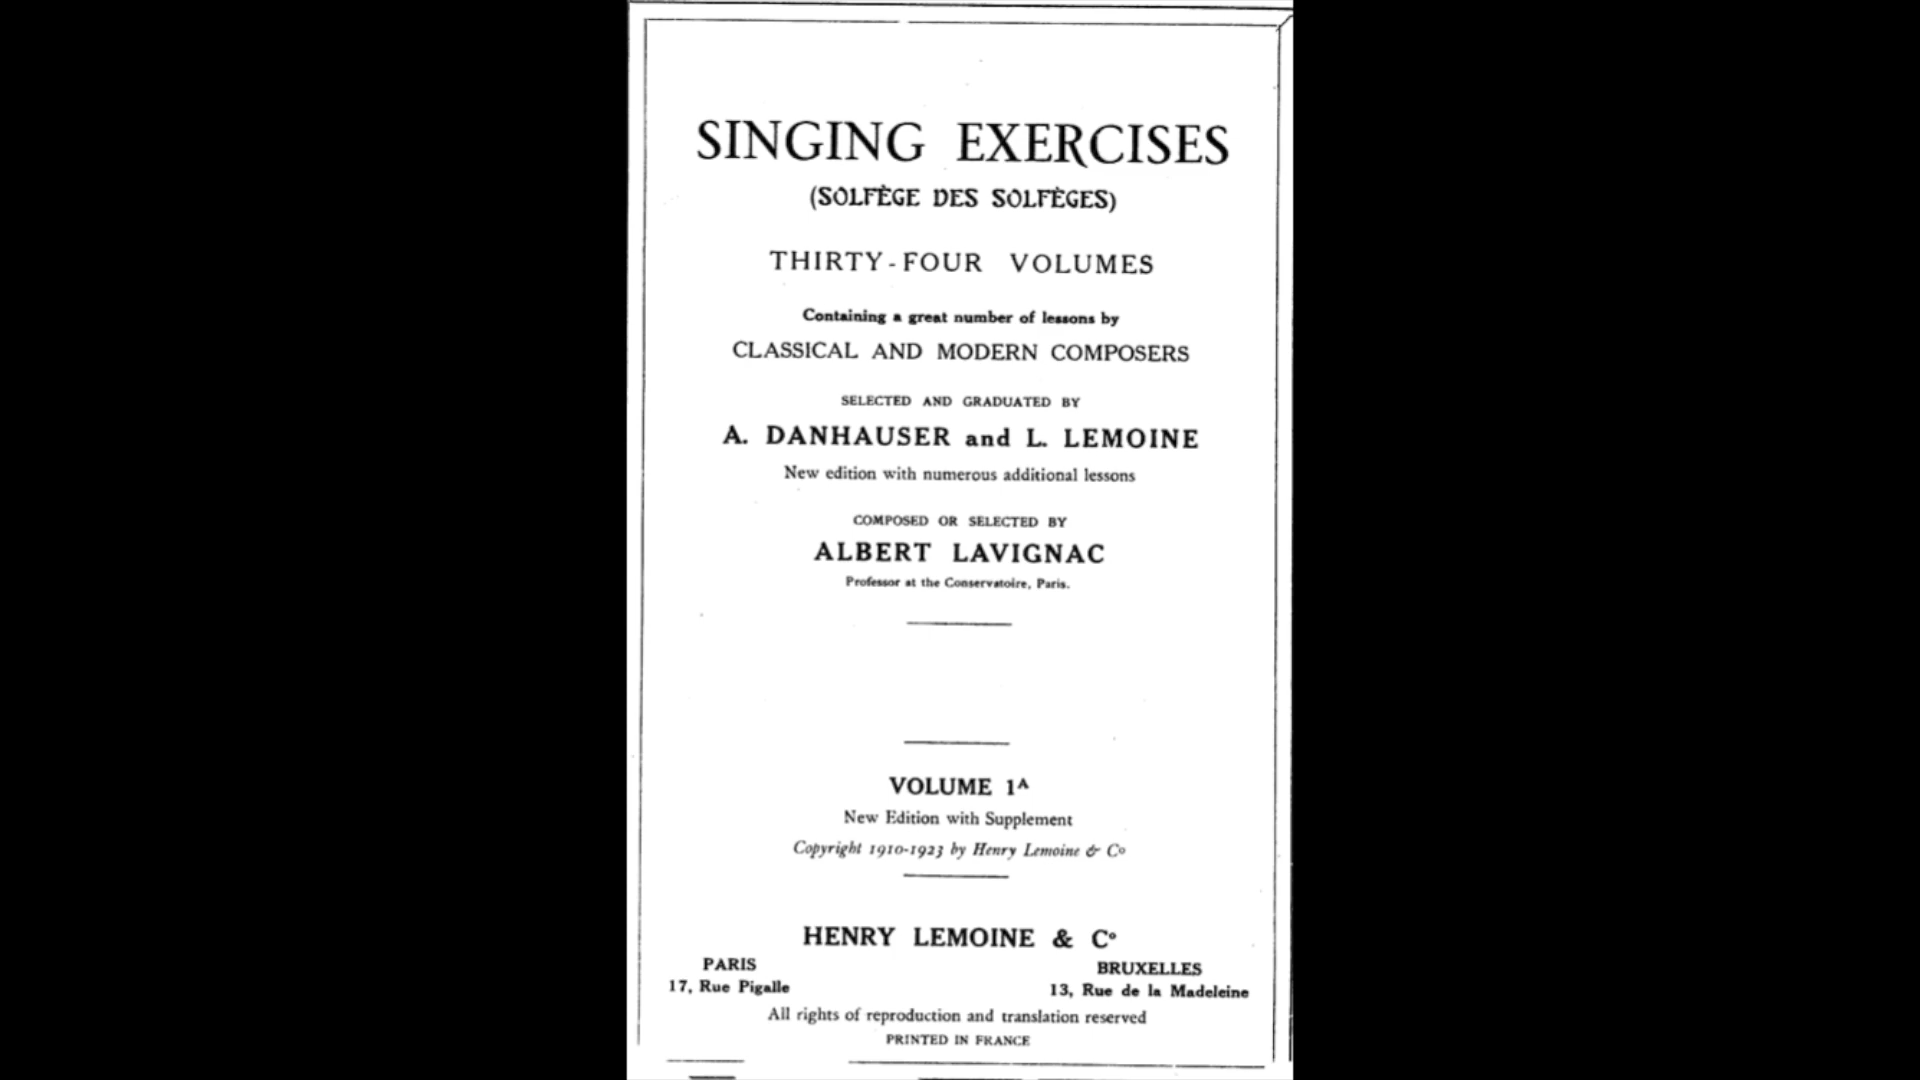 SINGING EXERCISES
(SOLFÈGE DES SOLFÈGES)
THIRTY-FOUR VOLUMES
Containing a great number of lessons by
CLASSICAL AND MODERN COMPOSERS
SELECTED AND GRADUATED BY
A. DANHAUSER and L. LEMOINE
New edition with numerous additional lessons
COMPOSED OR SELECTED BY
ALBERT LAVIGNAC
Professor at the Conservatoire, Paris.
VOLUME 1ᴬ
New Edition with Supplement
Copyright 1910-1923 by Henry Lemoine & Cº
HENRY LEMOINE & Cº
PARIS
17, Rue Pigalle
BRUXELLES
13, Rue de la Madeleine
All rights of reproduction and translation reserved
PRINTED IN FRANCE